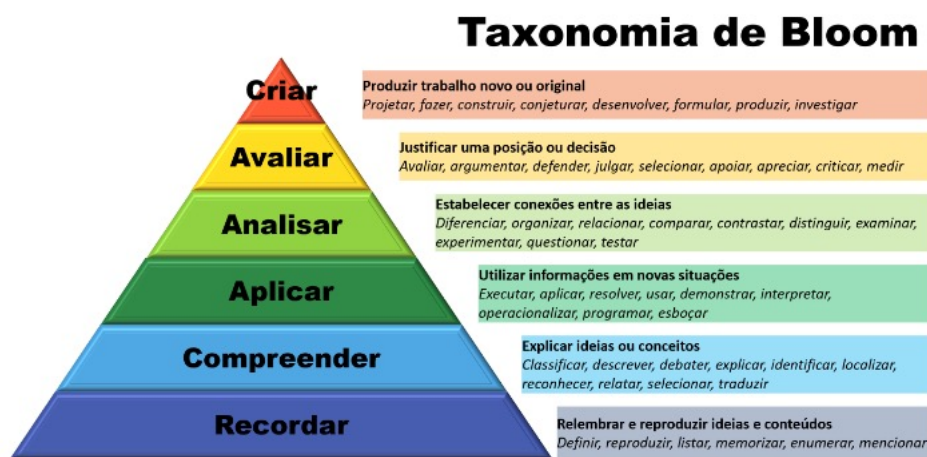 Taxonomia de Bloom
Criar
Produzir trabalho novo ou original
Projetar, fazer, construir, conjeturar, desenvolver, formular, produzir, investigar
Avaliar
Justificar uma posição ou decisão
Avaliar, argumentar, defender, julgar, selecionar, apoiar, apreciar, criticar, medir
Analisar
Estabelecer conexões entre as ideias
Diferenciar, organizar, relacionar, comparar, contrastar, distinguir, examinar,
experimentar, questionar, testar
Aplicar
Utilizar informações em novas situações
Executar, aplicar, resolver, usar, demonstrar, interpretar,
operacionalizar, programar, esboçar
Compreender
Explicar ideias ou conceitos
Classificar, descrever, debater, explicar, identificar, localizar,
reconhecer, relatar, selecionar, traduzir
Recordar
Relembrar e reproduzir ideias e conteúdos
Definir, reproduzir, listar, memorizar, enumerar, mencionar